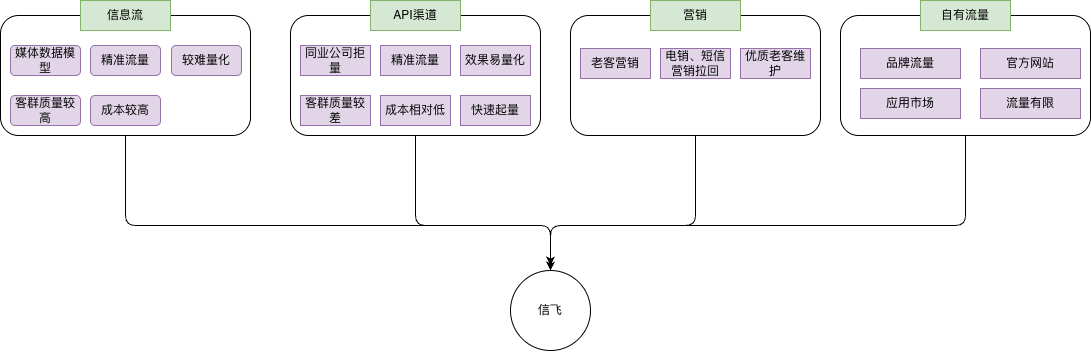 信息流
API渠道
营销
自有流量
媒体数据模
型
精准流量
较难量化
客群质量较
高
成本较高
同业公司拒
量
精准流量
效果易量化
客群质量较
差
成本相对低
快速起量
老客营销
电销、短信
营销拉回
优质老客维
护
品牌流量
官方网站
应用市场
流量有限
信飞